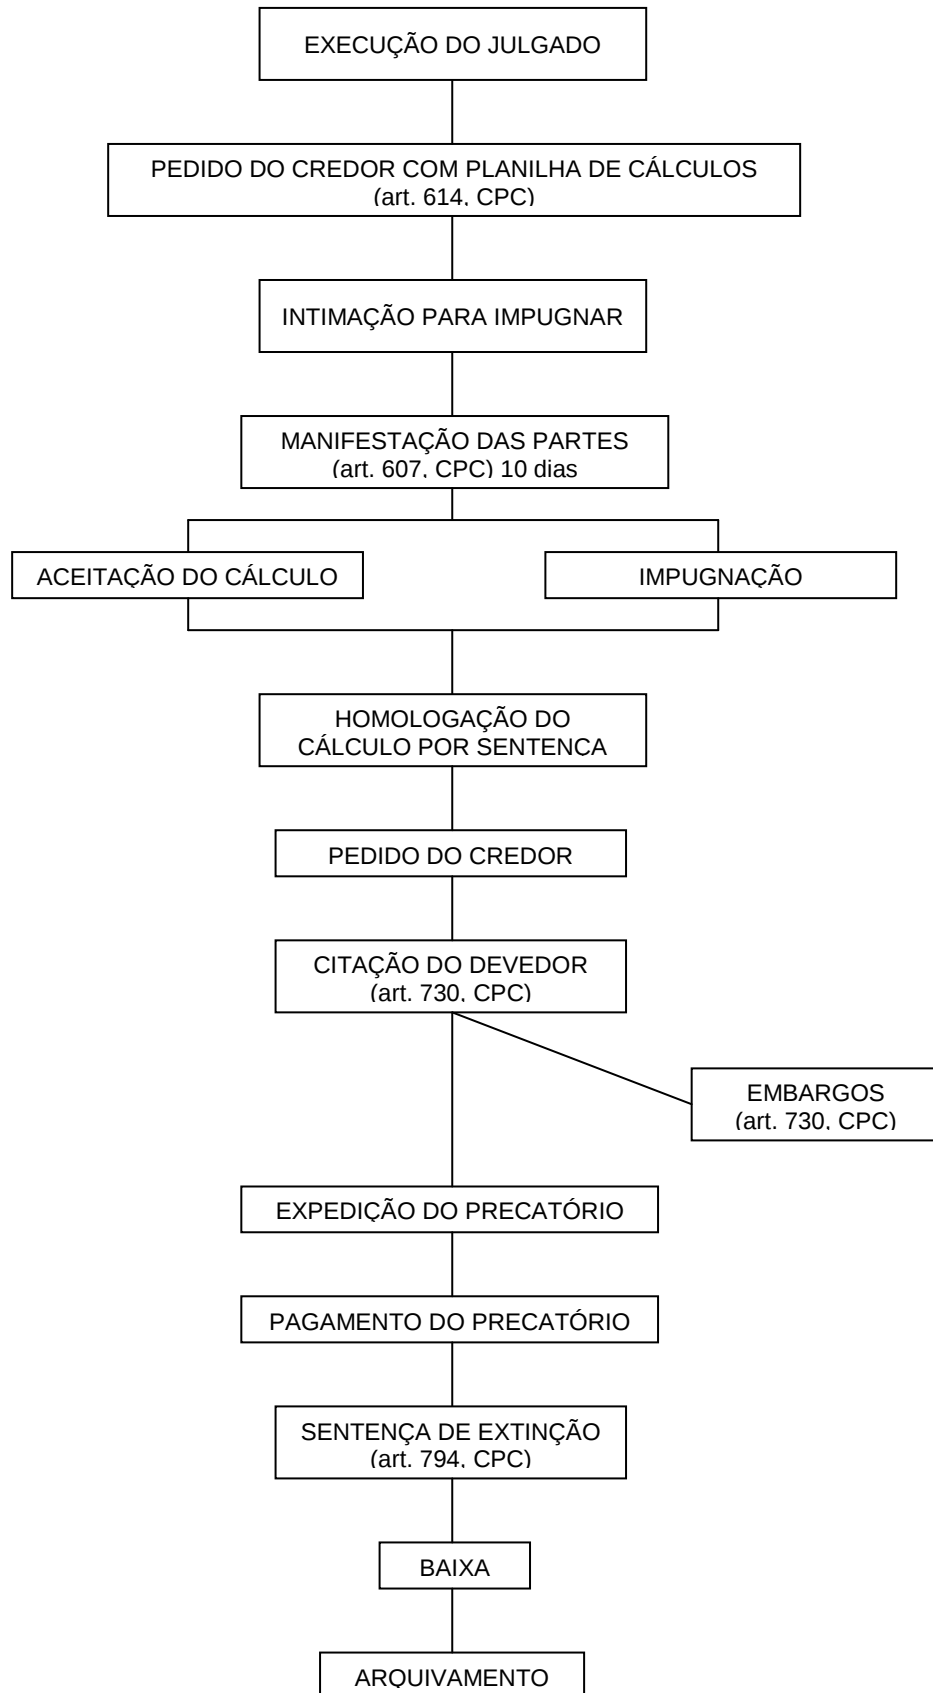 EXECUÇÃO DO JULGADO
PEDIDO DO CREDOR COM PLANILHA DE CÁLCULOS
(art. 614, CPC)
INTIMAÇÃO PARA IMPUGNAR
MANIFESTAÇÃO DAS PARTES
(art. 607, CPC) 10 dias
ACEITAÇÃO DO CÁLCULO
IMPUGNAÇÃO
HOMOLOGAÇÃO DO
CÁLCULO POR SENTENÇA
PEDIDO DO CREDOR
CITAÇÃO DO DEVEDOR
(art. 730, CPC)
EMBARGOS
(art. 730, CPC)
EXPEDIÇÃO DO PRECATÓRIO
PAGAMENTO DO PRECATÓRIO
SENTENÇA DE EXTINÇÃO
(art. 794, CPC)
BAIXA
ARQUIVAMENTO